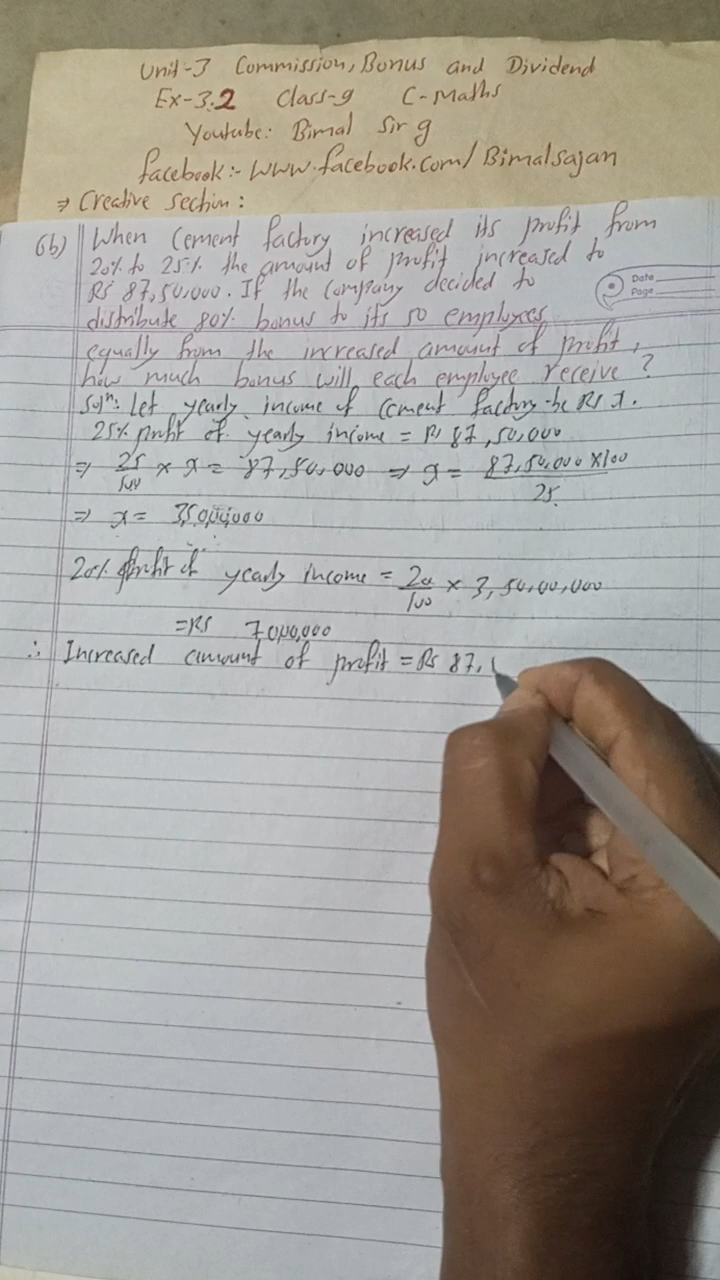 Unit-3 Commission, Bonus and Dividend
Ex-3.2 Class-9 C-Maths
Youtube: Bimal Sir g
facebook:- www.facebook.com/Bimalsajan
⇒ Creative section:
6b) When Cement factory increased its profit from
20% to 25% the amount of profit increased to
Rs 87,50,000. If the Company decided to
Date
Page
distribute 80% bonus to its 50 employees
equally from the increased amount of profit,
how much bonus will each employee receive?
Solⁿ: Let yearly income of Cement factory be Rs x.
25% profit of yearly income = Rs 87,50,000
⇒ 25/100 × x = 87,50,000 ⇒ x = 87,50,000 × 100 / 25
⇒ x = 3,50,00,000
20% profit of yearly income = 20/100 × 3,50,00,000
= Rs 70,00,000
∴ Increased amount of profit = Rs 87,